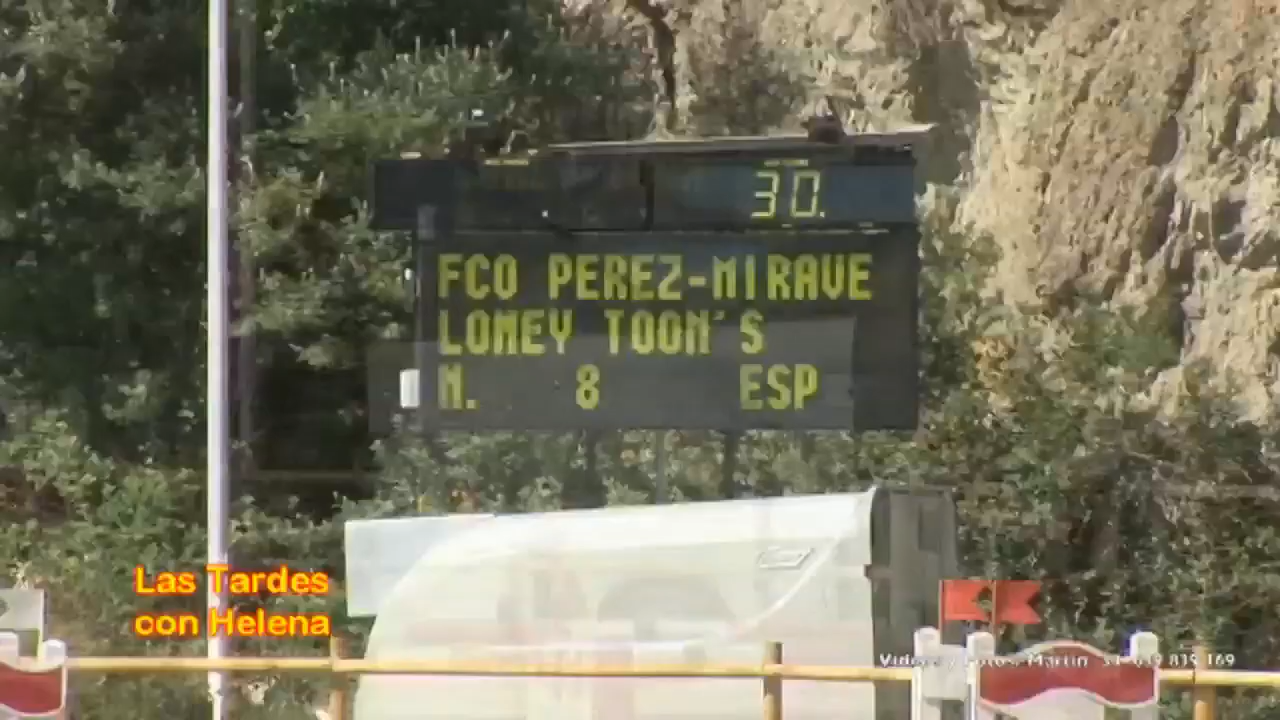 30.
FCO PEREZ-MIRAVE
LOMEY TOON'S
N. 8 ESP
Las Tardes
con Helena